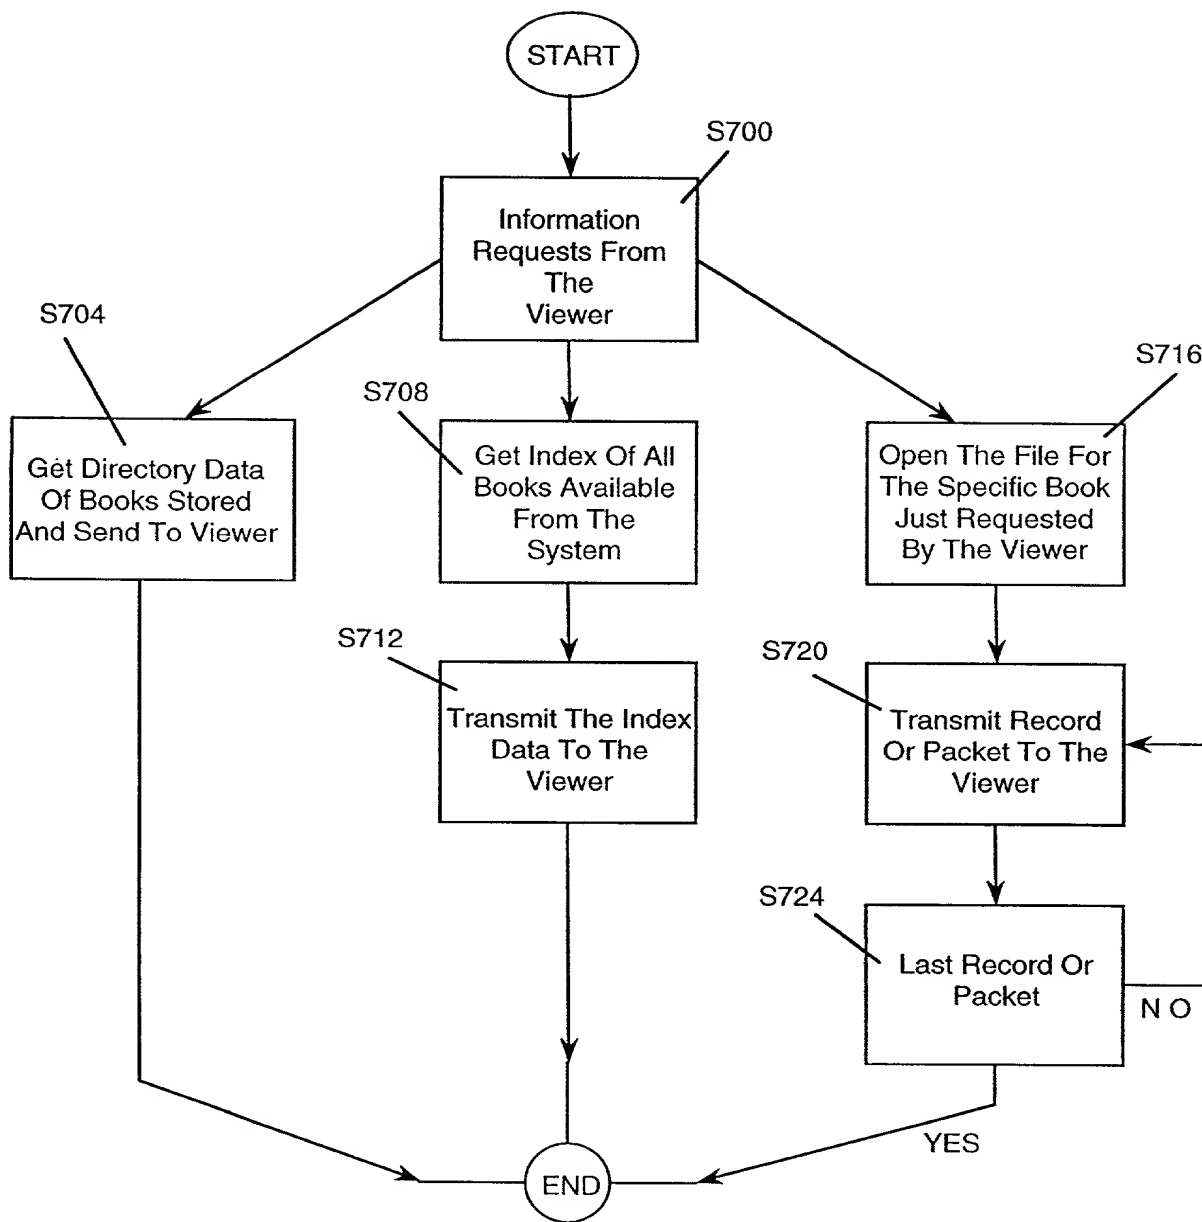 START
S700
Information
Requests From
The
Viewer
S704
Get Directory Data
Of Books Stored
And Send To Viewer
S708
Get Index Of All
Books Available
From The
System
S716
Open The File For
The Specific Book
Just Requested
By The Viewer
S712
Transmit The Index
Data To The
Viewer
S720
Transmit Record
Or Packet To The
Viewer
S724
Last Record Or
Packet
N O
YES
END